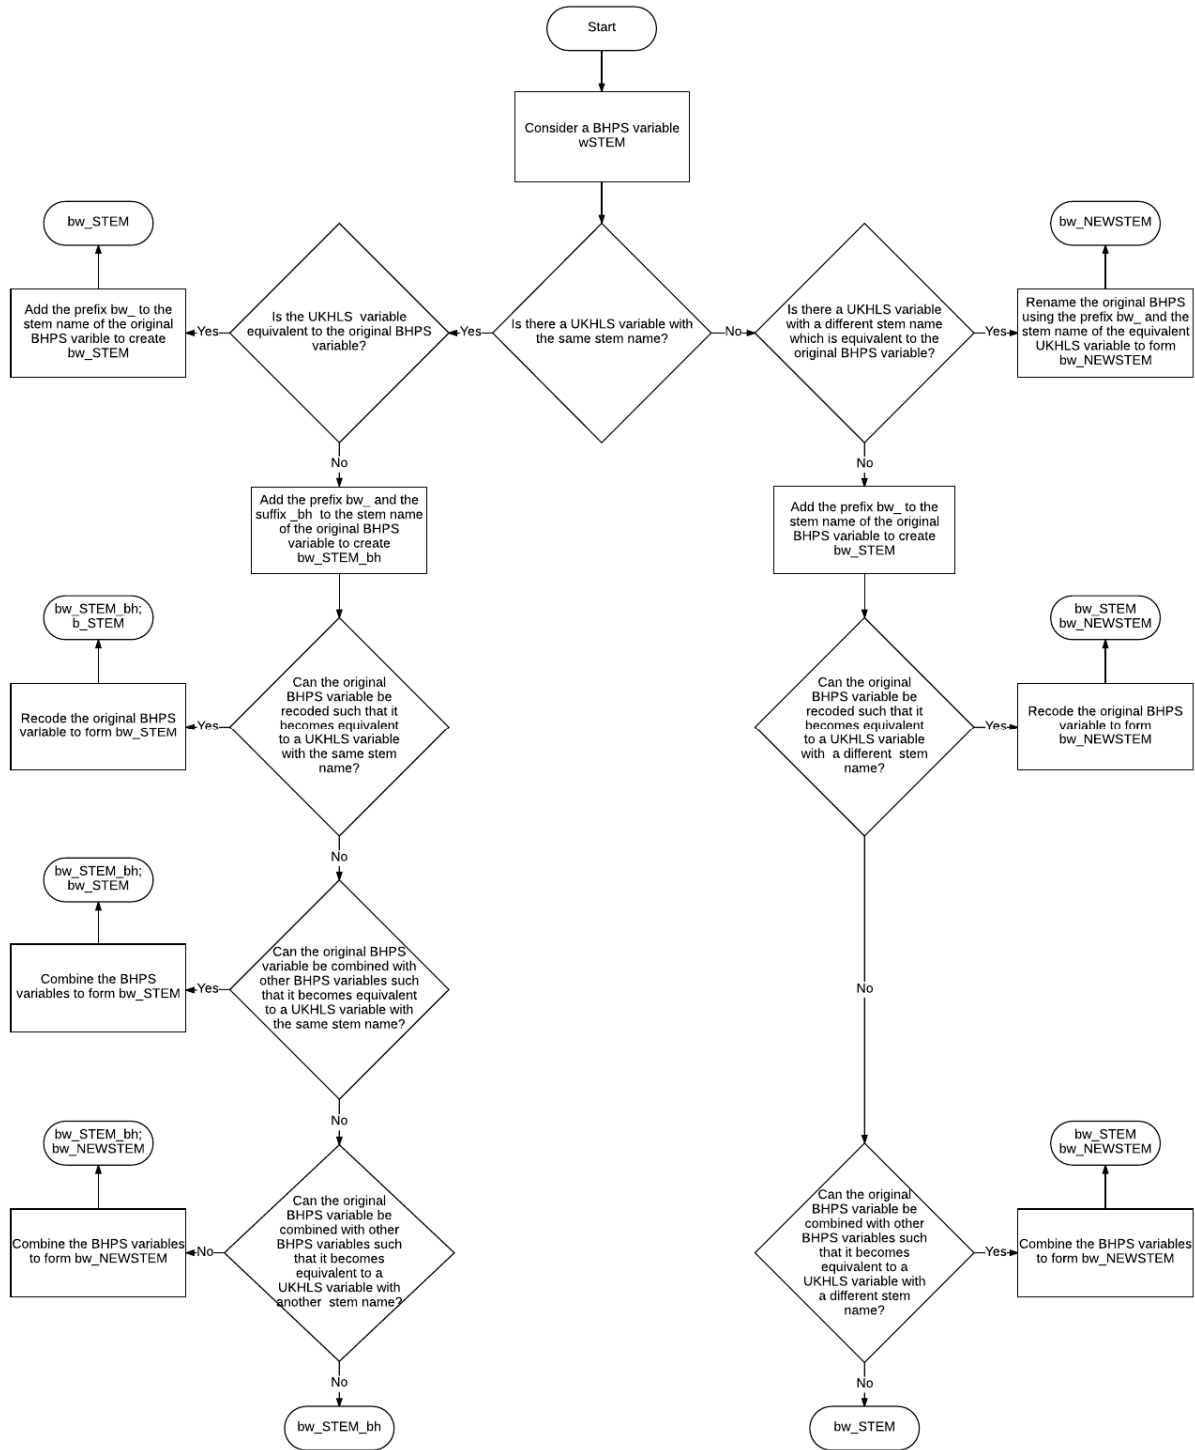 Start
Consider a BHPS variable
wSTEM
bw_STEM
bw_NEWSTEM
Add the prefix bw_ to the
stem name of the original
BHPS varible to create
bw_STEM
Yes
Is the UKHLS variable
equivalent to the original BHPS
variable?
Yes
Is there a UKHLS variable with
the same stem name?
No
Is there a UKHLS variable
with a different stem name
which is equivalent to the
original BHPS variable?
Yes
Rename the original BHPS
using the prefix bw_ and the
stem name of the equivalent
UKHLS variable to form
bw_NEWSTEM
No
No
Add the prefix bw_ and the
suffix _bh to the stem name
of the original BHPS
variable to create
bw_STEM_bh
Add the prefix bw_ to the
stem name of the original
BHPS variable to create
bw_STEM
bw_STEM_bh;
b_STEM
bw_STEM
bw_NEWSTEM
Recode the original BHPS
variable to form bw_STEM
Yes
Can the original
BHPS variable be
recoded such that it
becomes equivalent
to a UKHLS variable
with the same stem
name?
Can the original
BHPS variable be
recoded such that it
becomes equivalent
to a UKHLS variable
with a different stem
name?
Yes
Recode the original BHPS
variable to form
bw_NEWSTEM
No
bw_STEM_bh;
bw_STEM
Combine the BHPS
variables to form bw_STEM
Yes
Can the original BHPS
variable be combined with
other BHPS variables such
that it becomes equivalent
to a UKHLS variable with
the same stem name?
No
No
bw_STEM_bh;
bw_NEWSTEM
bw_STEM
bw_NEWSTEM
Combine the BHPS variables
to form bw_NEWSTEM
No
Can the original
BHPS variable be
combined with other
BHPS variables such
that it becomes
equivalent to a
UKHLS variable with
another stem name?
Can the original
BHPS variable be
combined with other
BHPS variables such
that it becomes
equivalent to a
UKHLS variable with
a different stem
name?
Yes
Combine the BHPS variables
to form bw_NEWSTEM
No
No
bw_STEM_bh
bw_STEM